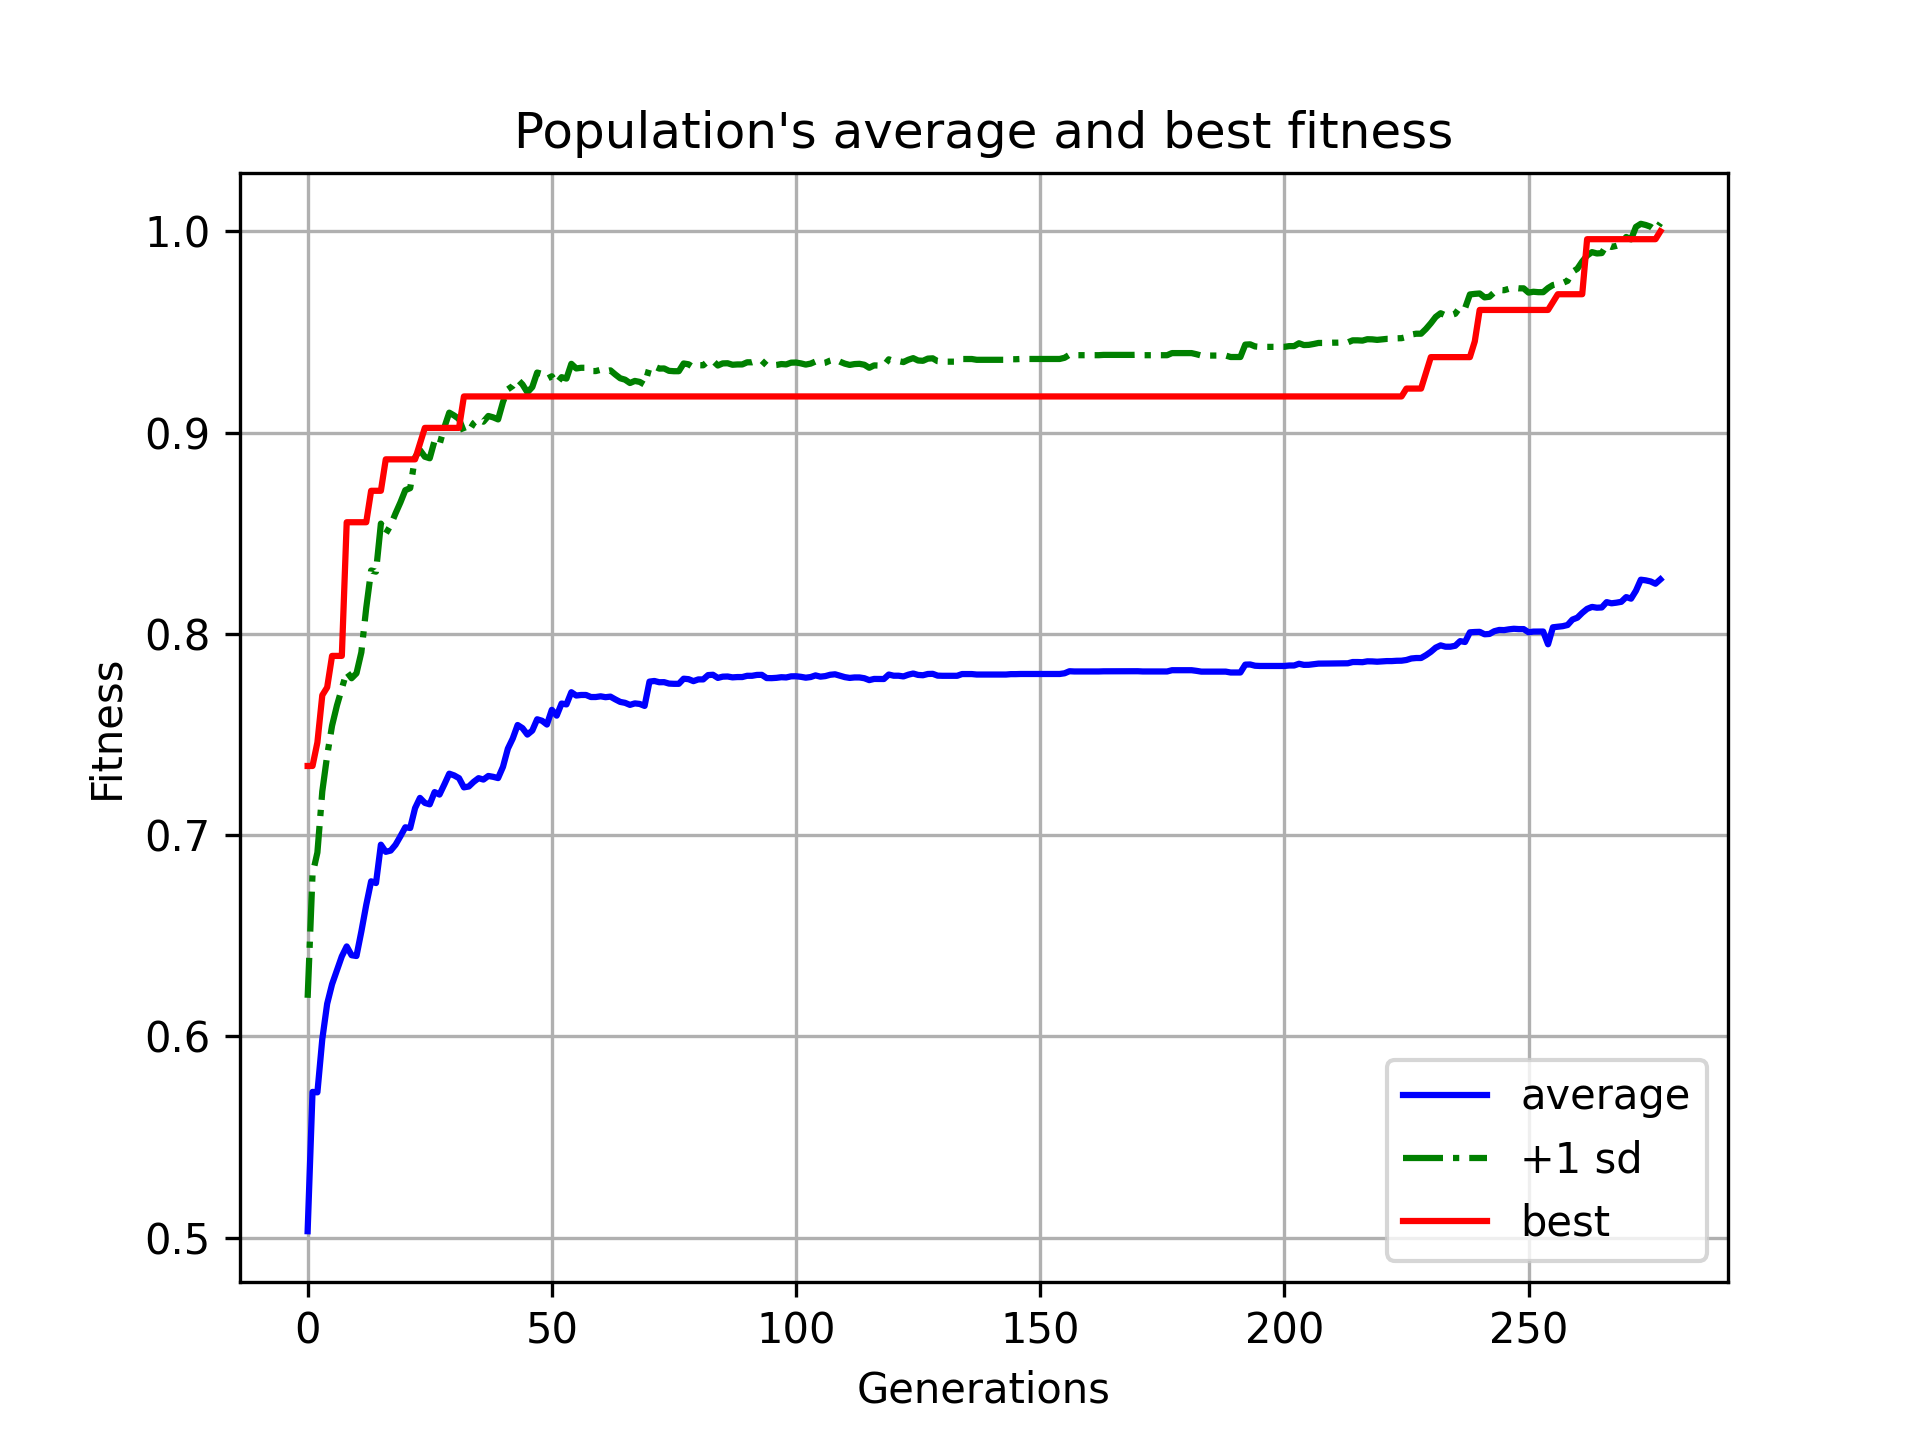 Population's average and best fitness
1.0
0.9
0.8
0.7
0.6
0.5
Fitness
average
+1 sd
best
0 50 100 150 200 250
Generations